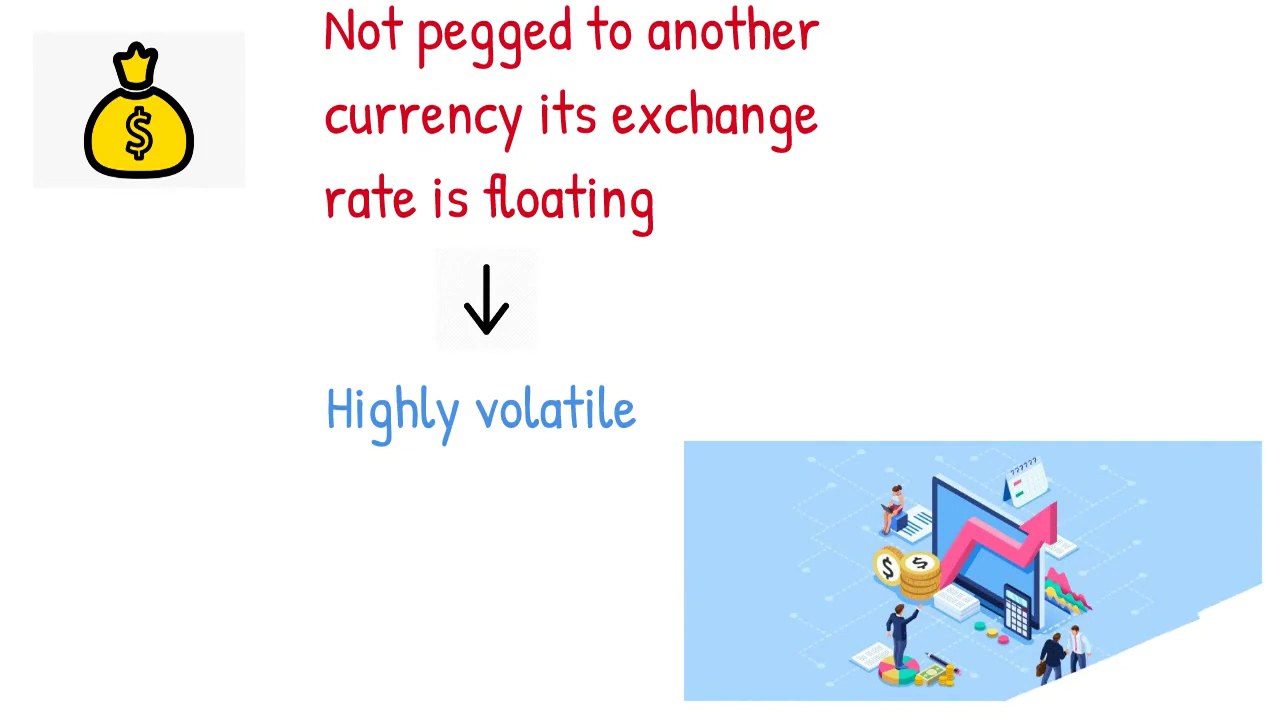 $
Not pegged to another
currency its exchange
rate is floating
Highly volatile
$ $